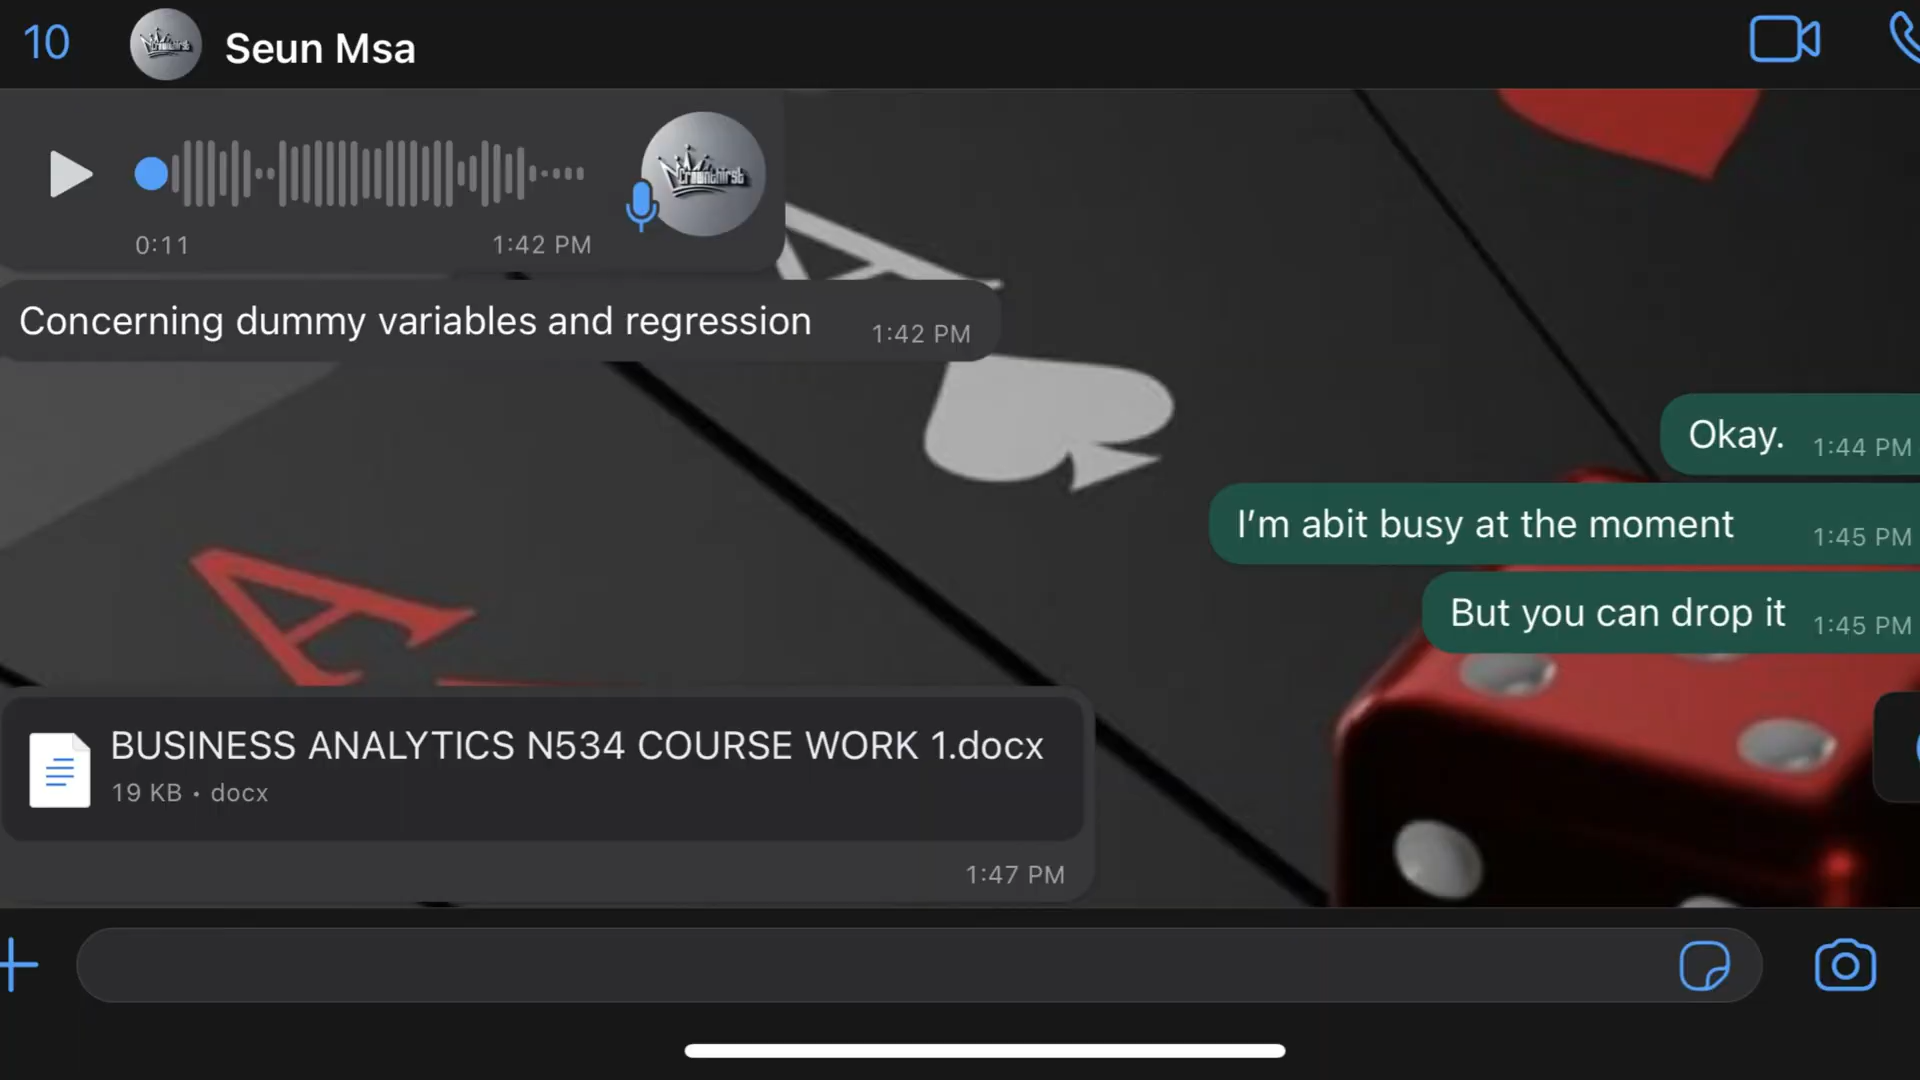 10
Seun Msa
Crownthirst
0:11
1:42 PM
Concerning dummy variables and regression
1:42 PM
Okay.
1:44 PM
I’m abit busy at the moment
1:45 PM
But you can drop it
1:45 PM
A
A
BUSINESS ANALYTICS N534 COURSE WORK 1.docx
19 KB • docx
1:47 PM